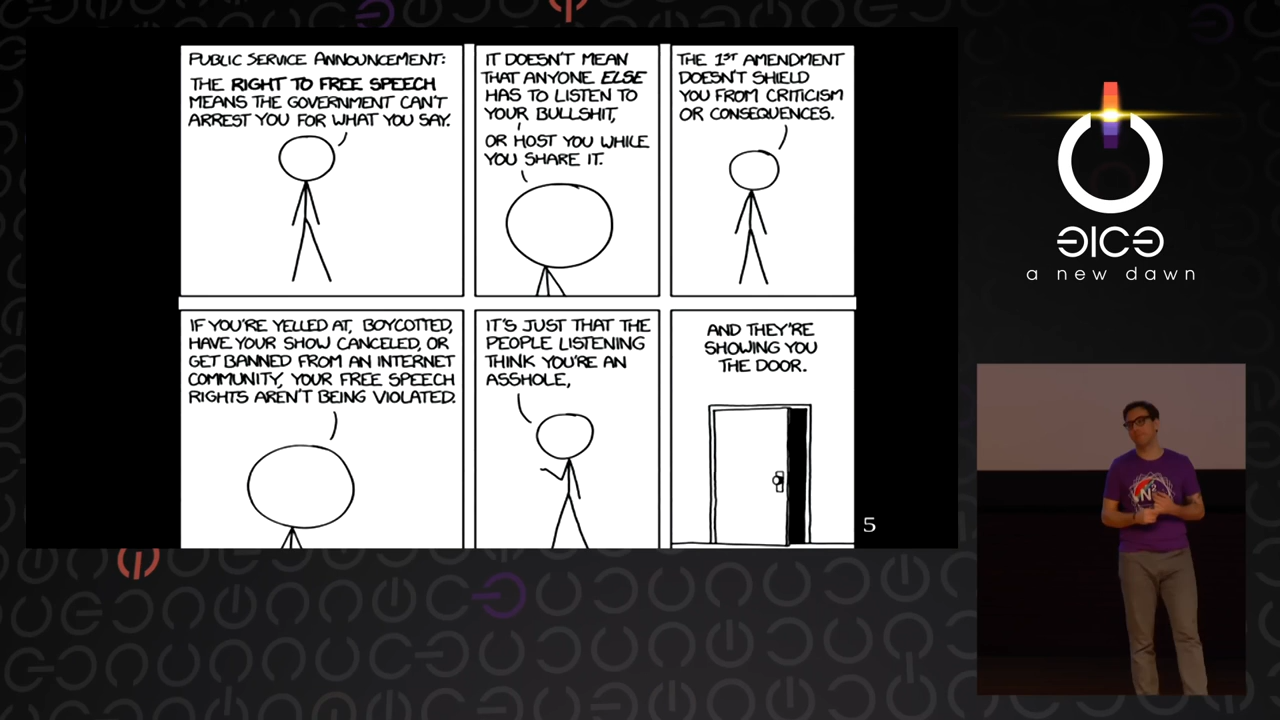 PUBLIC SERVICE ANNOUNCEMENT:
THE RIGHT TO FREE SPEECH
MEANS THE GOVERNMENT CAN'T
ARREST YOU FOR WHAT YOU SAY.
IT DOESN'T MEAN
THAT ANYONE ELSE
HAS TO LISTEN TO
YOUR BULLSHIT,
OR HOST YOU WHILE
YOU SHARE IT.
THE 1ST AMENDMENT
DOESN'T SHIELD
YOU FROM CRITICISM
OR CONSEQUENCES.
IF YOU'RE YELLED AT, BOYCOTTED,
HAVE YOUR SHOW CANCELED, OR
GET BANNED FROM AN INTERNET
COMMUNITY, YOUR FREE SPEECH
RIGHTS AREN'T BEING VIOLATED.
IT'S JUST THAT THE
PEOPLE LISTENING
THINK YOU'RE AN
ASSHOLE,
AND THEY'RE
SHOWING YOU
THE DOOR.
5
a new dawn